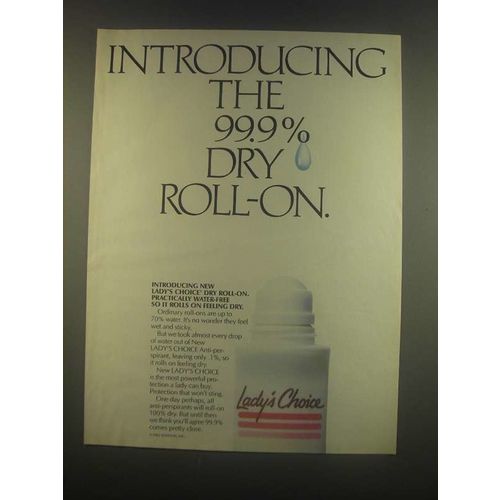 INTRODUCING
THE
99.9%
DRY
ROLL-ON.
INTRODUCING NEW
LADY'S CHOICE® DRY ROLL-ON.
PRACTICALLY WATER-FREE
SO IT ROLLS ON FEELING DRY.
Ordinary roll-ons are up to
70% water. It's no wonder they feel
wet and sticky.
But we took almost every drop
of water out of New
LADY'S CHOICE Anti-per-
spirant, leaving only .1%, so
it rolls on feeling dry.
New LADY'S CHOICE
is the most powerful pro-
tection a lady can buy.
Protection that won't sting.
One day perhaps, all
anti-perspirants will roll-on
100% dry. But until then
we think you'll agree 99.9%
comes pretty close.
Lady's Choice